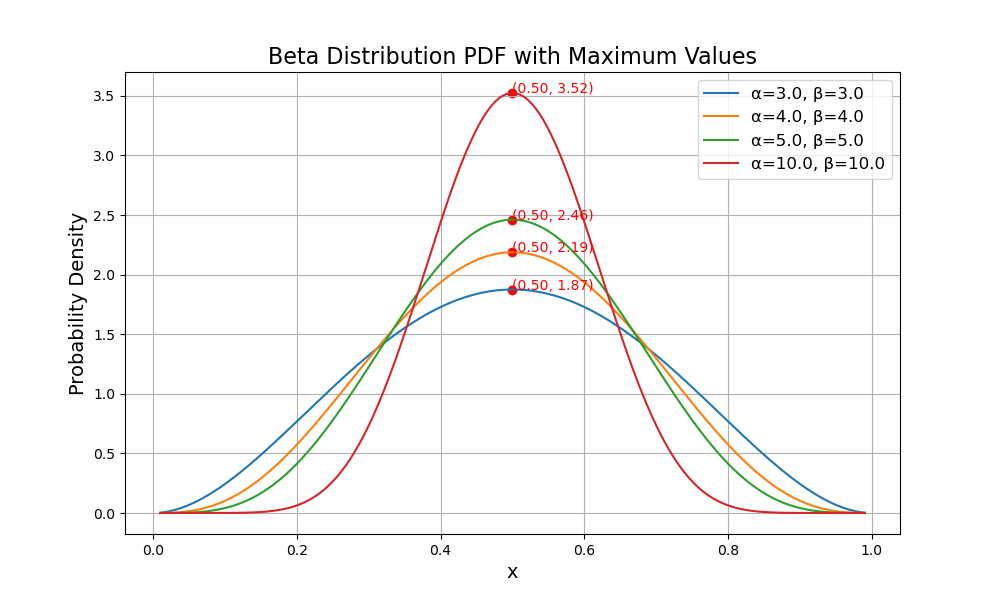 Beta Distribution PDF with Maximum Values
Probability Density
3.5
3.0
2.5
2.0
1.5
1.0
0.5
0.0
(0.50, 3.52)
(0.50, 2.46)
(0.50, 2.19)
(0.50, 1.87)
α=3.0, β=3.0
α=4.0, β=4.0
α=5.0, β=5.0
α=10.0, β=10.0
0.0 0.2 0.4 0.6 0.8 1.0
x